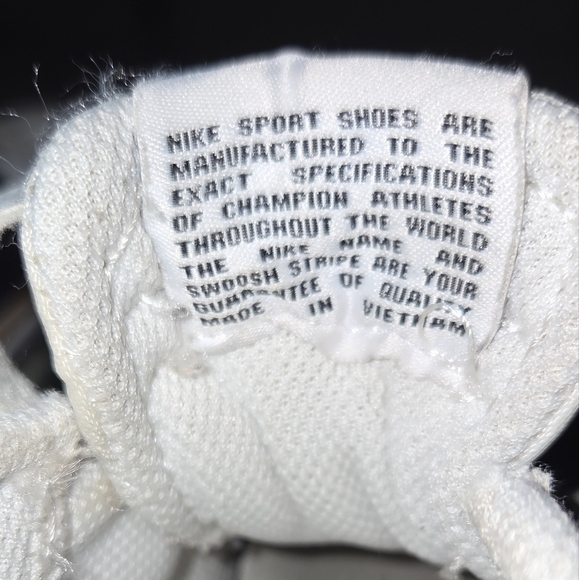 NIKE SPORT SHOES ARE
MANUFACTURED TO THE
EXACT SPECIFICATIONS
OF CHAMPION ATHLETES
THROUGHOUT THE WORLD
THE NIKE NAME AND
SWOOSH STRIPE ARE YOUR
GUARANTEE OF QUALITY
MADE IN VIETNAM